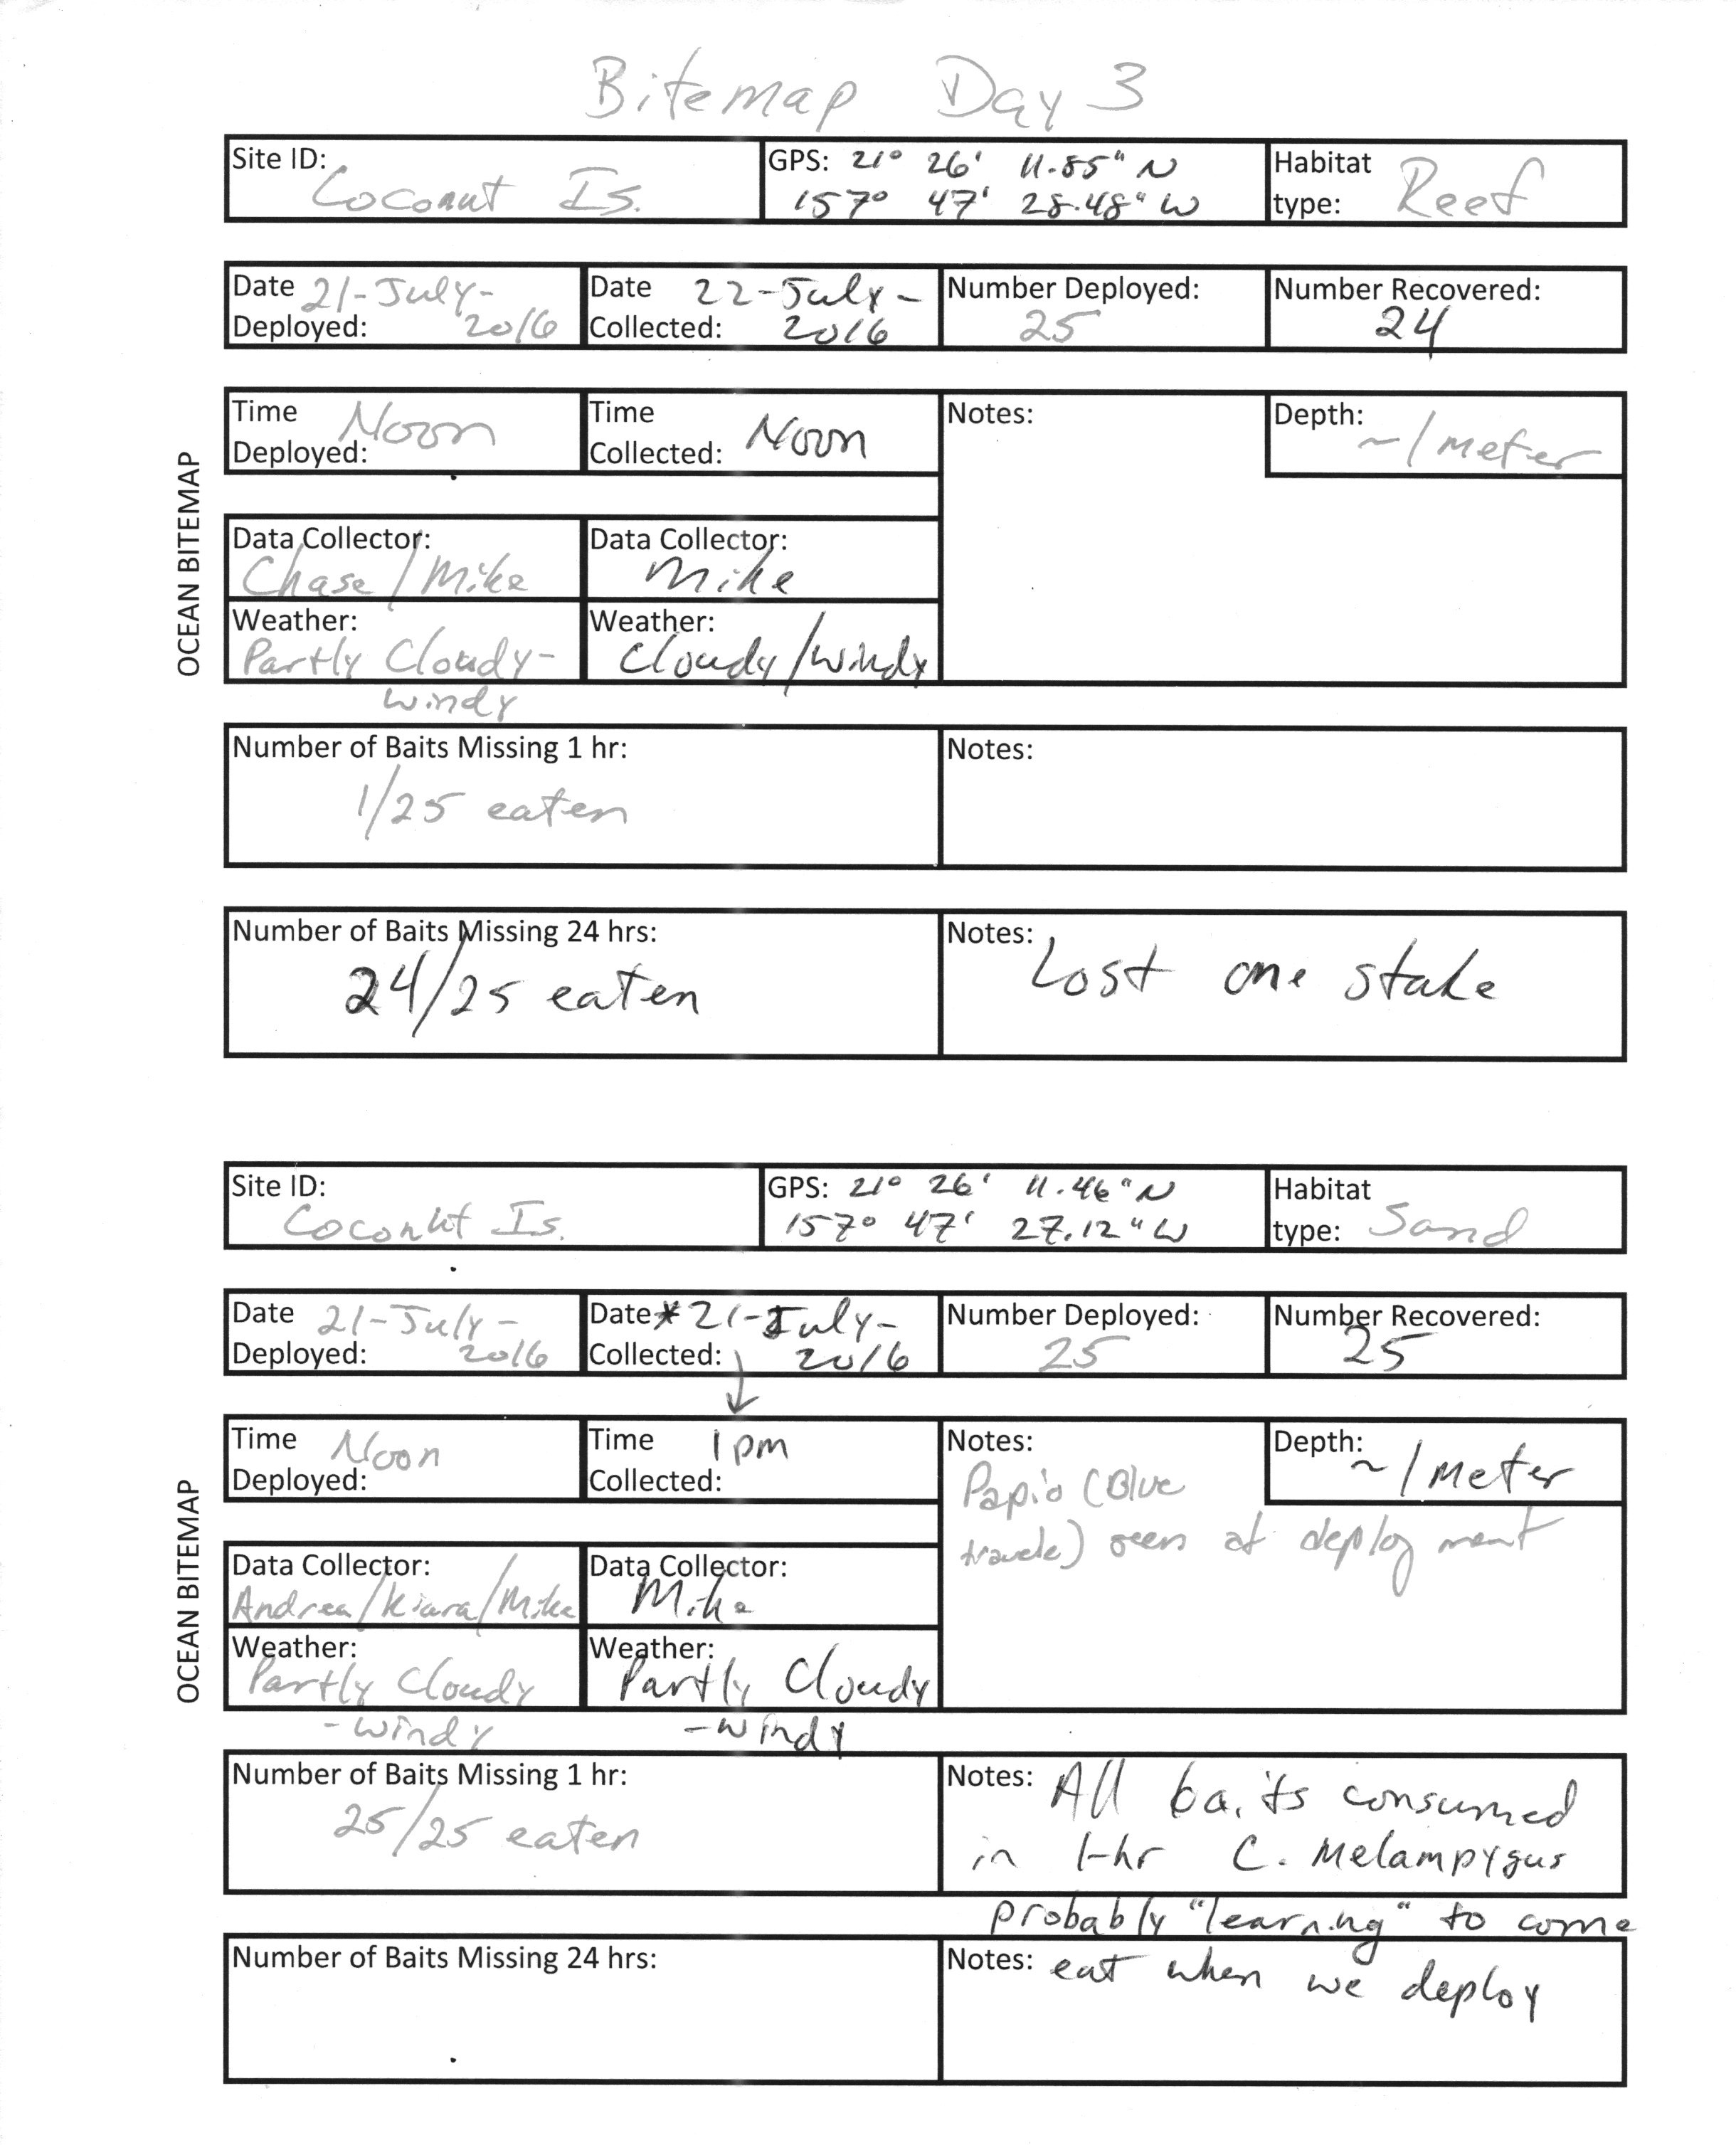 Bitemap Day 3
Site ID: Coconut Is.
GPS: 21° 26' 11.85" N
157° 47' 28.48" W
Habitat
type: Reef
Date
Deployed: 21-July-
2016
Date
Collected: 22-July-
2016
Number Deployed:
25
Number Recovered:
24
Time
Deployed: Noon
Time
Collected: Noon
Notes:
Depth:
~1 meter
OCEAN BITEMAP
Data Collector:
Chase/Mike
Data Collector:
Mike
Weather:
Partly Cloudy-
windy
Weather:
Cloudy/windy
Number of Baits Missing 1 hr:
1/25 eaten
Notes:
Number of Baits Missing 24 hrs:
24/25 eaten
Notes: Lost one stake
Site ID:
Coconut Is.
GPS: 21° 26' 11.46" N
157° 47' 27.12" W
Habitat
type: Sand
Date
Deployed: 21-July-
2016
Date * 21-July-
Collected: 2016
Number Deployed:
25
Number Recovered:
25
Time
Deployed: Noon
Time 1pm
Collected:
Notes:
Papio (Blue
travele) seen at deployment
Depth:
~1 Meter
OCEAN BITEMAP
Data Collector:
Andrea/Kiara/Mike
Data Collector:
Mike
Weather:
Partly Cloudy
-windy
Weather:
Partly Cloudy
-windy
Number of Baits Missing 1 hr:
25/25 eaten
Notes: All baits consumed
in 1-hr C. Melampygus
probably "learning" to come
Number of Baits Missing 24 hrs:
Notes: eat when we deploy